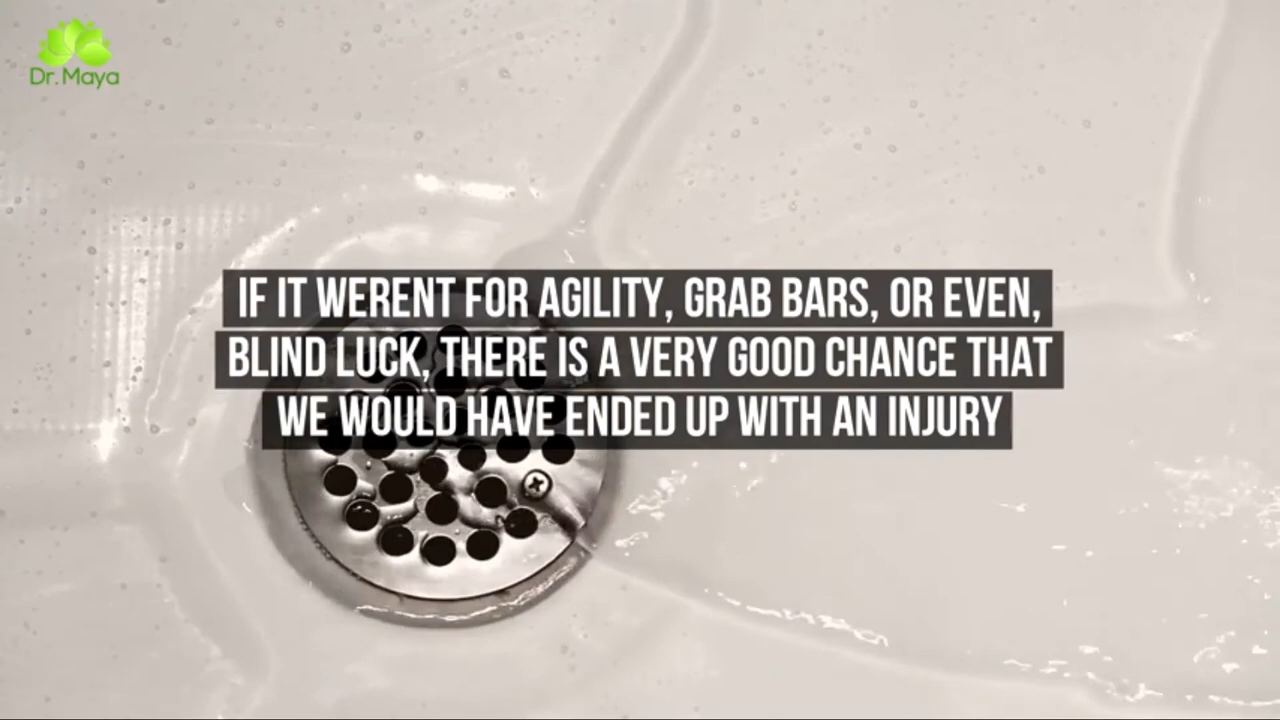 Dr. Maya
IF IT WERENT FOR AGILITY, GRAB BARS, OR EVEN,
BLIND LUCK, THERE IS A VERY GOOD CHANCE THAT
WE WOULD HAVE ENDED UP WITH AN INJURY